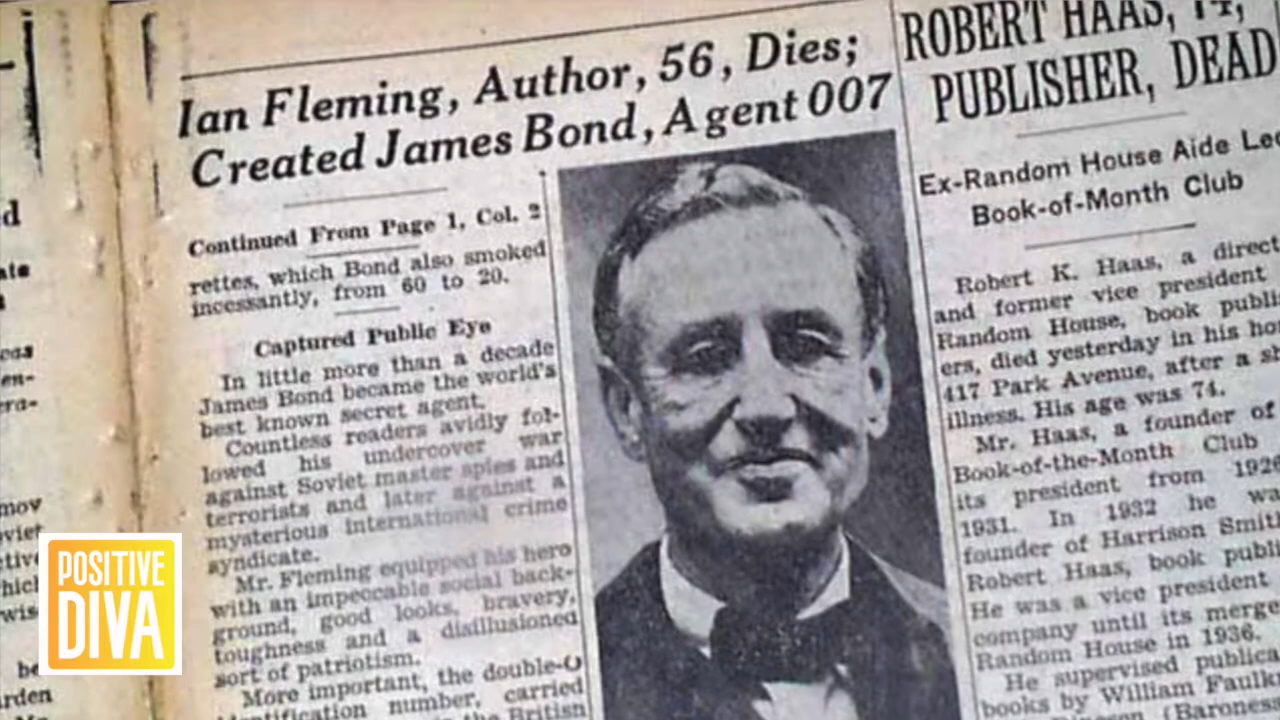 Ian Fleming, Author, 56, Dies;
Created James Bond, Agent 007
Continued From Page 1, Col. 2
rettes, which Bond also smoked
incessantly, from 60 to 20.
Captured Public Eye
In little more than a decade
James Bond became the world's
best known secret agent.
Countless readers avidly fol-
lowed his undercover war
against Soviet master spies and
terrorists and later against a
mysterious international crime
syndicate.
Mr. Fleming equipped his hero
with an impeccable social back-
ground, good looks, bravery,
toughness and a disillusioned
sort of patriotism.
More important, the double-O
identification number, carried
the British
ROBERT HAAS, 74,
PUBLISHER, DEAD
Ex-Random House Aide Led
Book-of-Month Club
Robert K. Haas, a direct
and former vice president
Random House, book publi
ers, died yesterday in his ho
417 Park Avenue, after a sh
illness. His age was 74.
Mr. Haas, a founder of
Book-of-the-Month Club
its president from 1926
1931. In 1932 he wa
founder of Harrison Smith
Robert Haas, book publi
He was a vice president
company until its merge
Random House in 1936.
He supervised publica
books by William Faulk
(Baroness
POSITIVE
DIVA